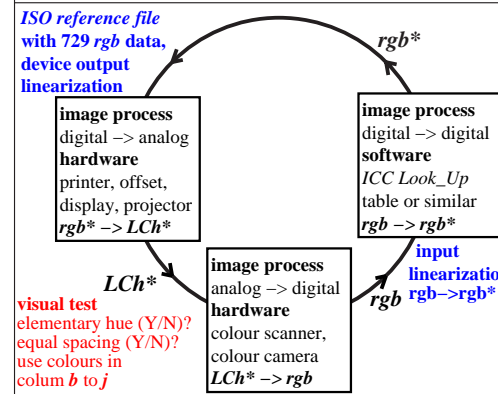 ISO reference file
with 729 rgb data,
device output
linearization
rgb*
image process
digital –> analog
hardware
printer, offset,
display, projector
rgb* –> LCh*
image process
digital –> digital
software
ICC Look_Up
table or similar
rgb –> rgb*
LCh*
image process
analog –> digital
hardware
colour scanner,
colour camera
LCh* –> rgb
rgb
input
linearization
rgb–>rgb*
visual test
elementary hue (Y/N)?
equal spacing (Y/N)?
use colours in
colum b to j